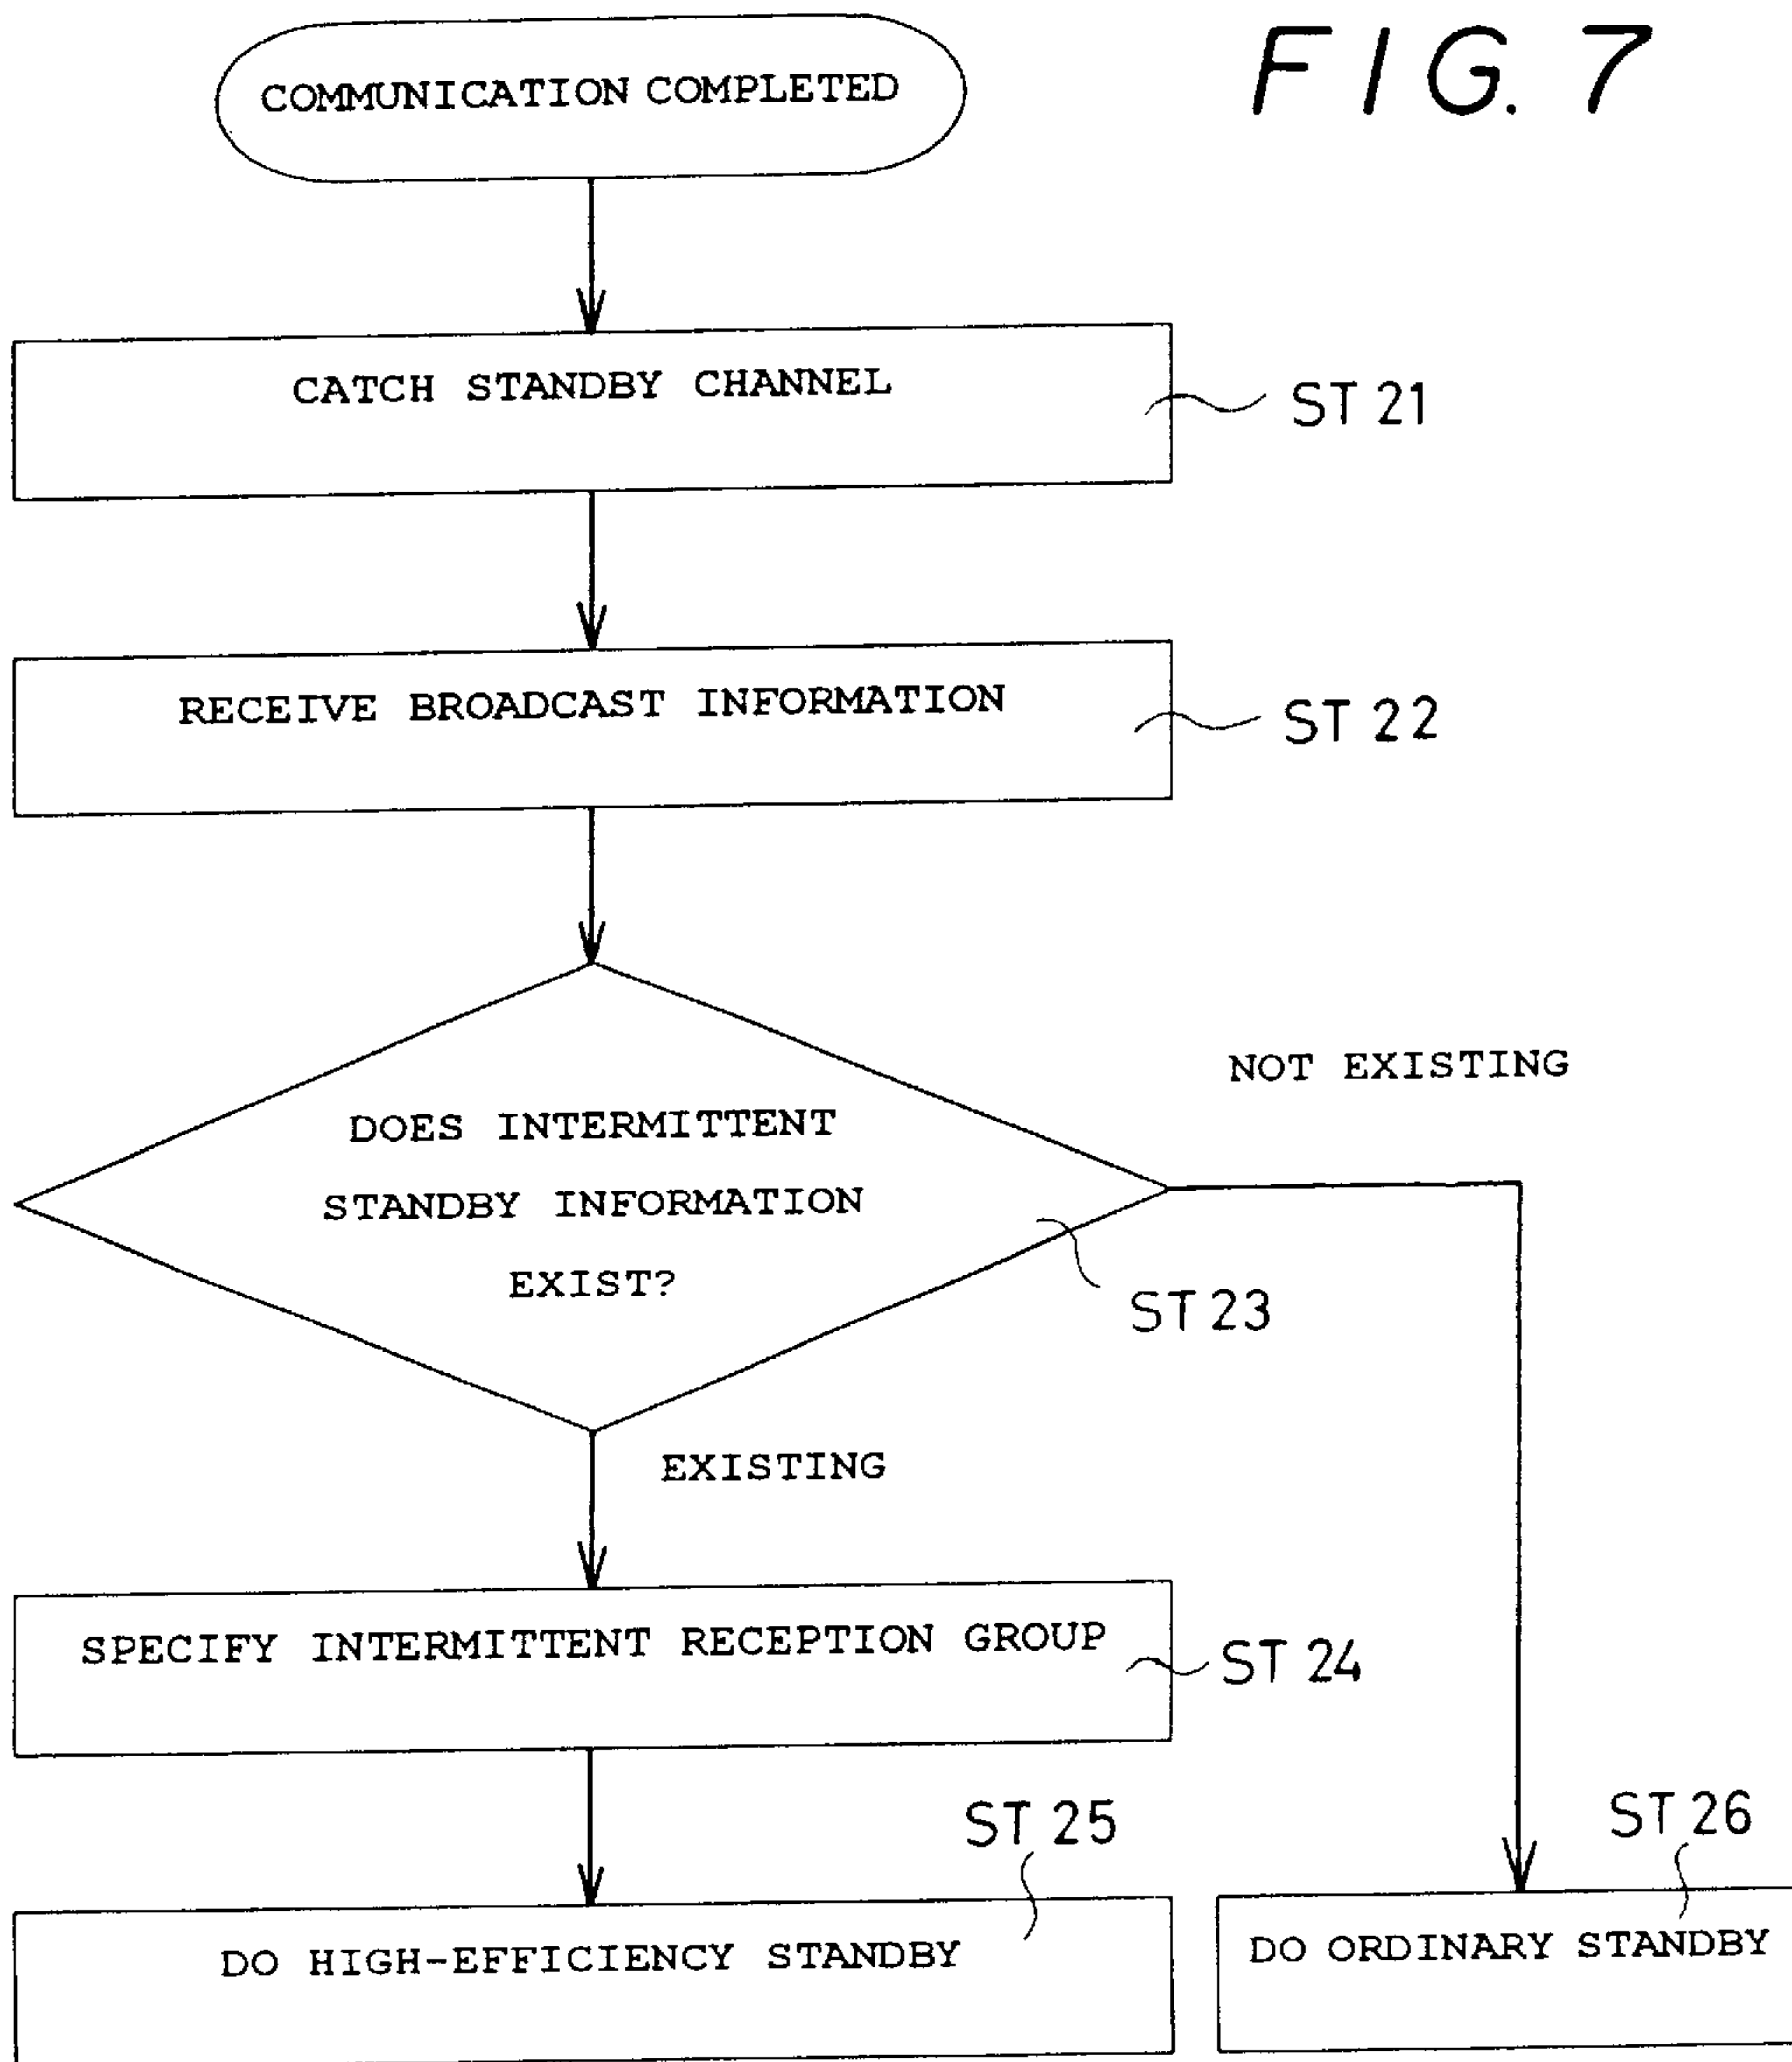 FIG. 7
COMMUNICATION COMPLETED
CATCH STANDBY CHANNEL
ST 21
RECEIVE BROADCAST INFORMATION
ST 22
NOT EXISTING
DOES INTERMITTENT
STANDBY INFORMATION
EXIST?
ST 23
EXISTING
SPECIFY INTERMITTENT RECEPTION GROUP
ST 24
ST 25
ST 26
DO HIGH-EFFICIENCY STANDBY
DO ORDINARY STANDBY